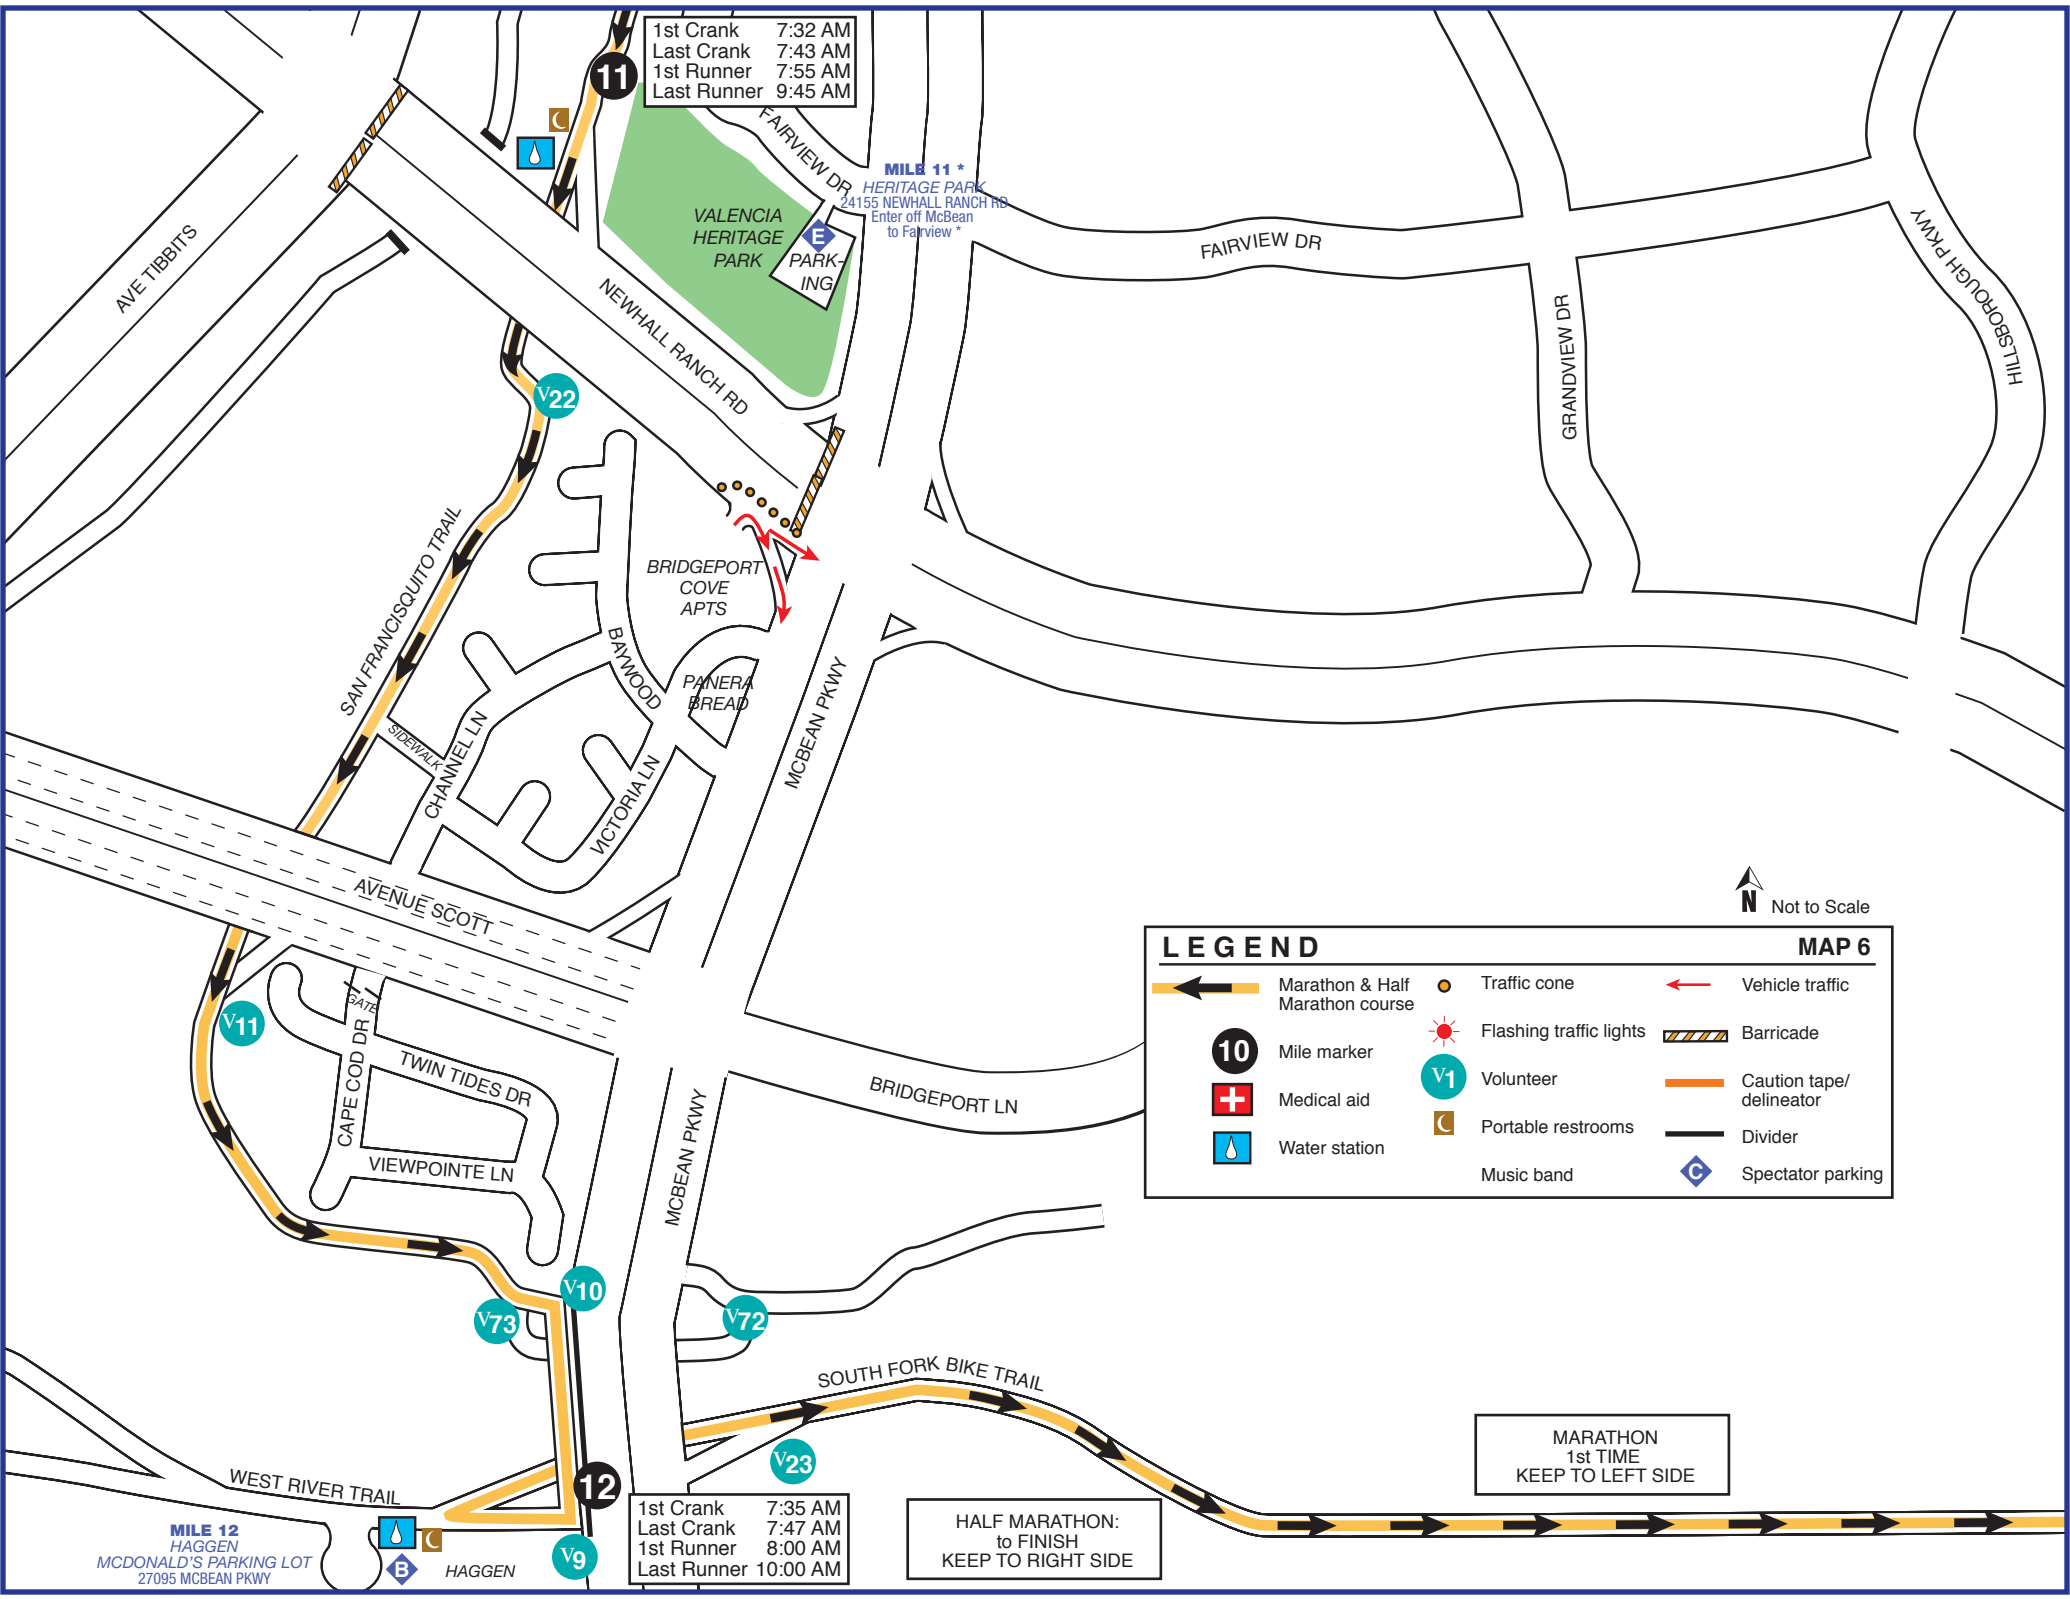 1st Crank 7:32 AM
Last Crank 7:43 AM
1st Runner 7:55 AM
Last Runner 9:45 AM
11
FAIRVIEW DR
MILE 11 *
HERITAGE PARK
24155 NEWHALL RANCH RD
Enter off McBean
to Fairview *
VALENCIA
HERITAGE
PARK
E
PARK-
ING
FAIRVIEW DR
HILLSBOROUGH PKWY
GRANDVIEW DR
AVE TIBBITS
NEWHALL RANCH RD
V22
SAN FRANCISQUITO TRAIL
BRIDGEPORT
COVE
APTS
BAYWOOD
PANERA
BREAD
MCBEAN PKWY
SIDEWALK
CHANNEL LN
VICTORIA LN
AVENUE SCOTT
V11
GATE
CAPE COD DR
TWIN TIDES DR
VIEWPOINTE LN
BRIDGEPORT LN
MCBEAN PKWY
N
Not to Scale
LEGEND MAP 6
Marathon & Half
Marathon course
Traffic cone
Vehicle traffic
10
Mile marker
Flashing traffic lights
Barricade
V1
Volunteer
Medical aid
Caution tape/
delineator
Portable restrooms
Divider
Water station
Music band
C
Spectator parking
V10
V73
V72
SOUTH FORK BIKE TRAIL
V23
MARATHON
1st TIME
KEEP TO LEFT SIDE
HALF MARATHON:
to FINISH
KEEP TO RIGHT SIDE
WEST RIVER TRAIL
12
1st Crank 7:35 AM
Last Crank 7:47 AM
1st Runner 8:00 AM
Last Runner 10:00 AM
MILE 12
HAGGEN
MCDONALD'S PARKING LOT
27095 MCBEAN PKWY
B
HAGGEN
V9